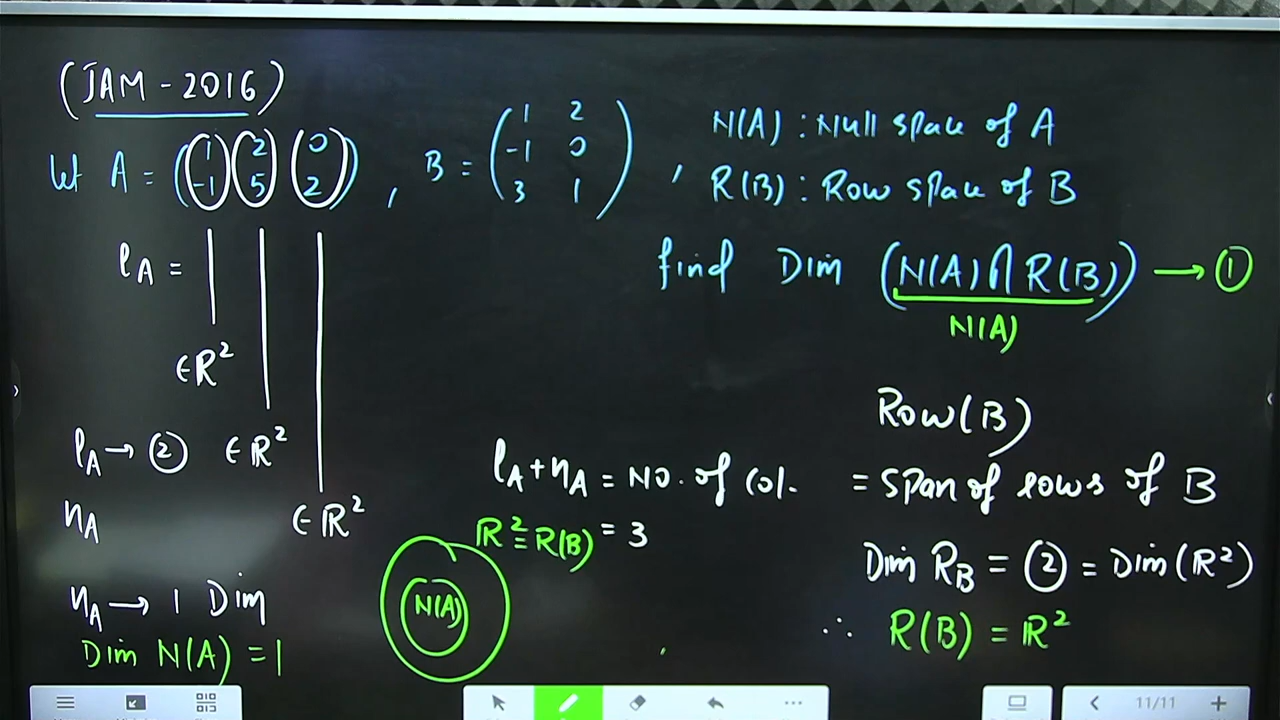 (JAM - 2016)
Let A = (1 2 0
-1 5 2) , B = (1 2
-1 0
3 1) ,
N(A) : Null space of A
R(B) : Row space of B
find Dim (N(A) ∩ R(B)) → ①
N(A)
ρA =
∈ R²
ρA → ② ∈ R²
ηA ∈ R²
ηA → 1 Dim
Dim N(A) = 1
ρA + ηA = No. of col.
= 3
R² ≡ R(B)
N(A)
Row(B)
= span of rows of B
Dim RB = ② = Dim(R²)
∴ R(B) = R²
11/11